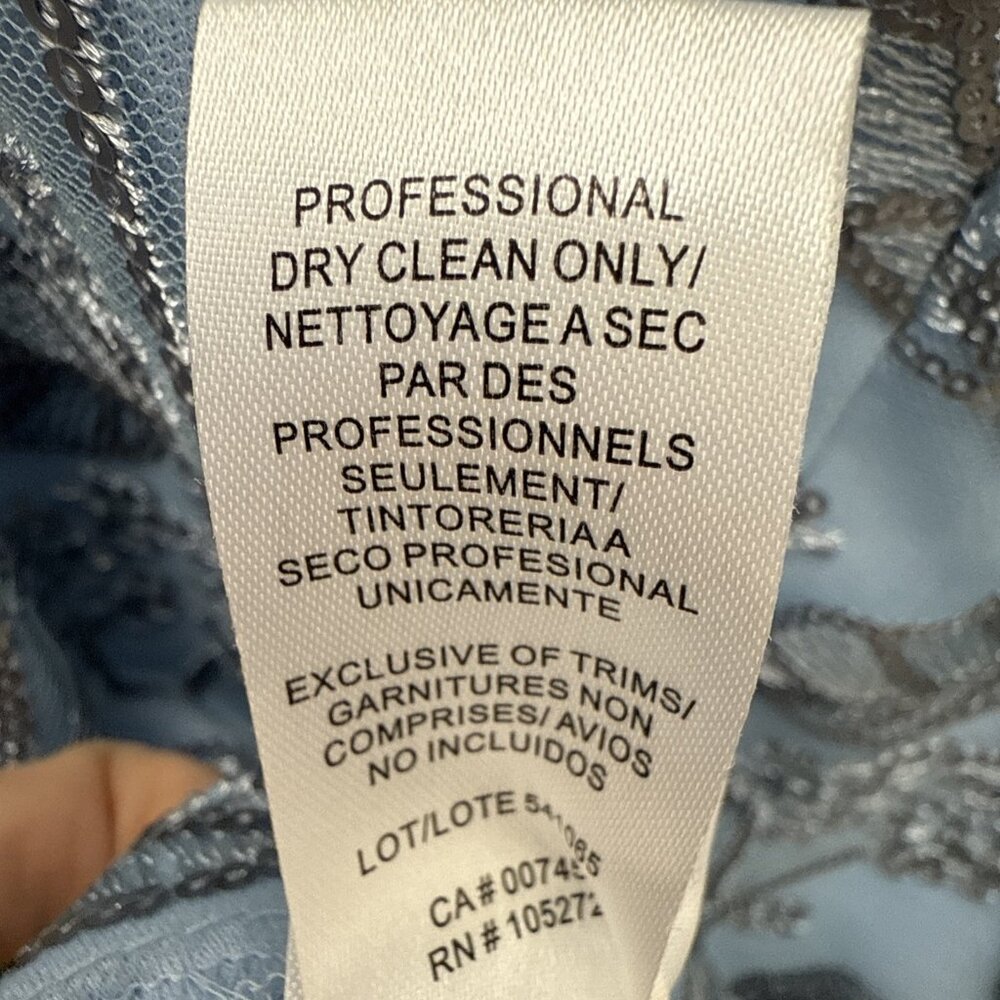 PROFESSIONAL
DRY CLEAN ONLY/
NETTOYAGE A SEC
PAR DES
PROFESSIONNELS
SEULEMENT/
TINTORERIA A
SECO PROFESIONAL
UNICAMENTE
EXCLUSIVE OF TRIMS/
GARNITURES NON
COMPRISES/ AVIOS
NO INCLUIDOS
LOT/LOTE
CA#
RN # 105272